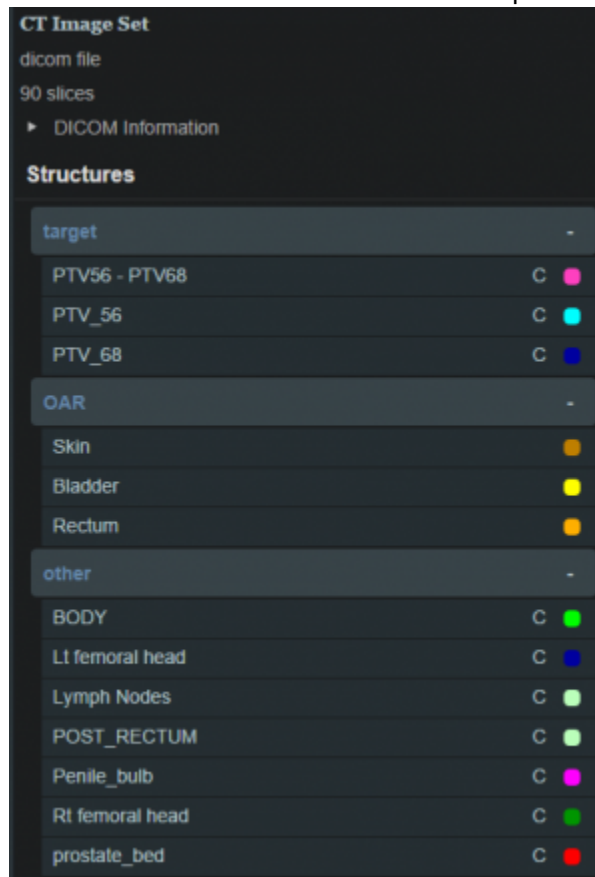 CT Image Set
dicom file
90 slices
▸ DICOM Information
Structures
target -
PTV56 - PTV68 C
PTV_56 C
PTV_68 C
OAR -
Skin
Bladder
Rectum
other -
BODY C
Lt femoral head C
Lymph Nodes C
POST_RECTUM C
Penile_bulb C
Rt femoral head C
prostate_bed C